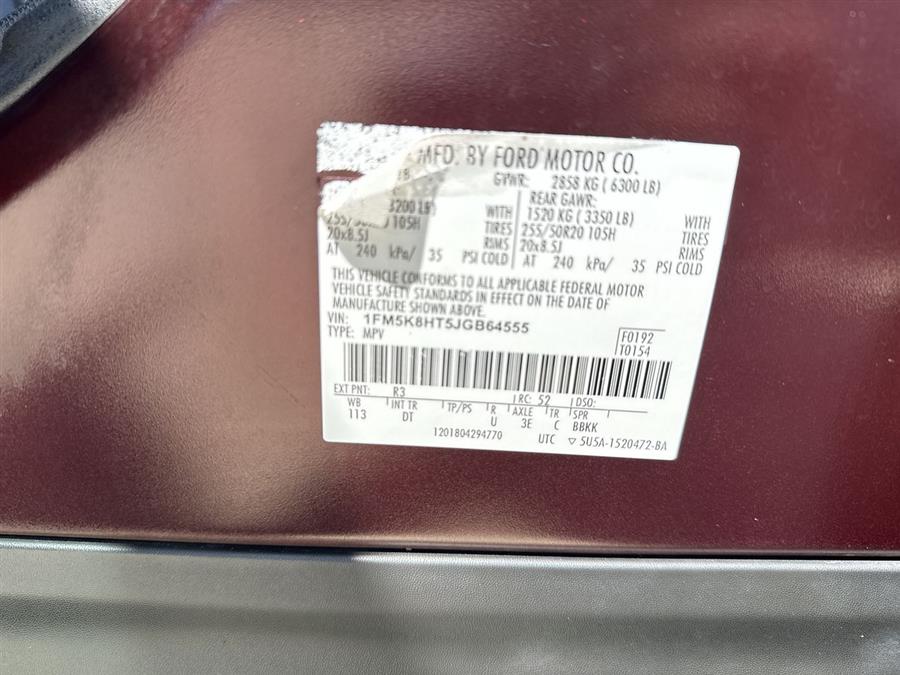 MFD. BY FORD MOTOR CO.
GVWR: 2858 KG ( 6300 LB)
REAR GAWR:
3200 LB) WITH 1520 KG ( 3350 LB) WITH
255/50R20 105H TIRES 255/50R20 105H TIRES
20x8.5J RIMS 20x8.5J RIMS
AT 240 kPa/ 35 PSI COLD AT 240 kPa/ 35 PSI COLD
THIS VEHICLE CONFORMS TO ALL APPLICABLE FEDERAL MOTOR
VEHICLE SAFETY STANDARDS IN EFFECT ON THE DATE OF
MANUFACTURE SHOWN ABOVE.
VIN: 1FM5K8HT5JGB64555
TYPE: MPV
F0192
T0154
EXT PNT: R3 RC: 52 DSO:
WB INT TR TP/PS R AXLE TR SPR
113 DT U 3E C BBKK
1201804294770 UTC ▽ 5U5A-1520472-BA